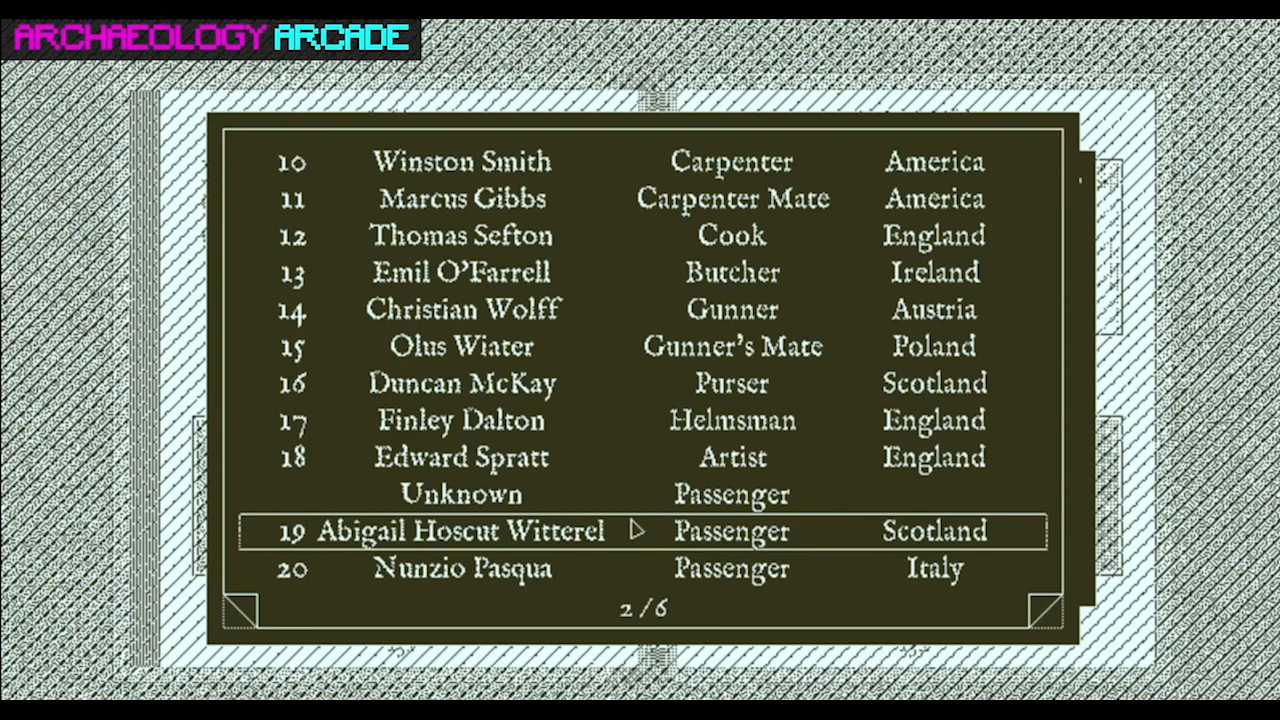 ARCHAEOLOGY ARCADE
10 Winston Smith Carpenter America
11 Marcus Gibbs Carpenter Mate America
12 Thomas Sefton Cook England
13 Emil O'Farrell Butcher Ireland
14 Christian Wolff Gunner Austria
15 Olus Wiater Gunner's Mate Poland
16 Duncan McKay Purser Scotland
17 Finley Dalton Helmsman England
18 Edward Spratt Artist England
Unknown Passenger
19 Abigail Hoscut Witterel Passenger Scotland
20 Nunzio Pasqua Passenger Italy
2/6